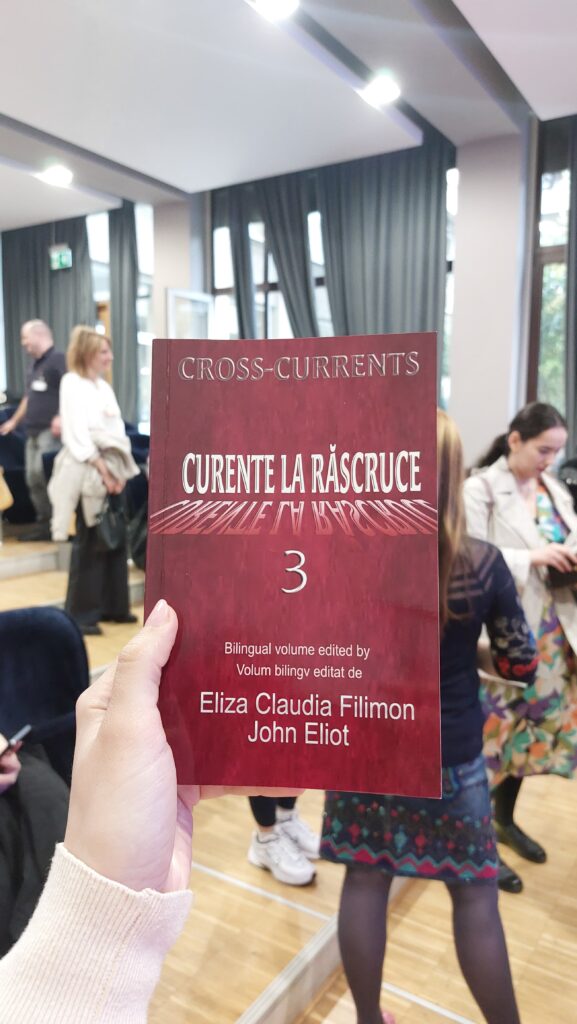 CROSS-CURRENTS
CURENTE LA RĂSCRUCE
3
Bilingual volume edited by
Volum bilingv editat de
Eliza Claudia Filimon
John Eliot